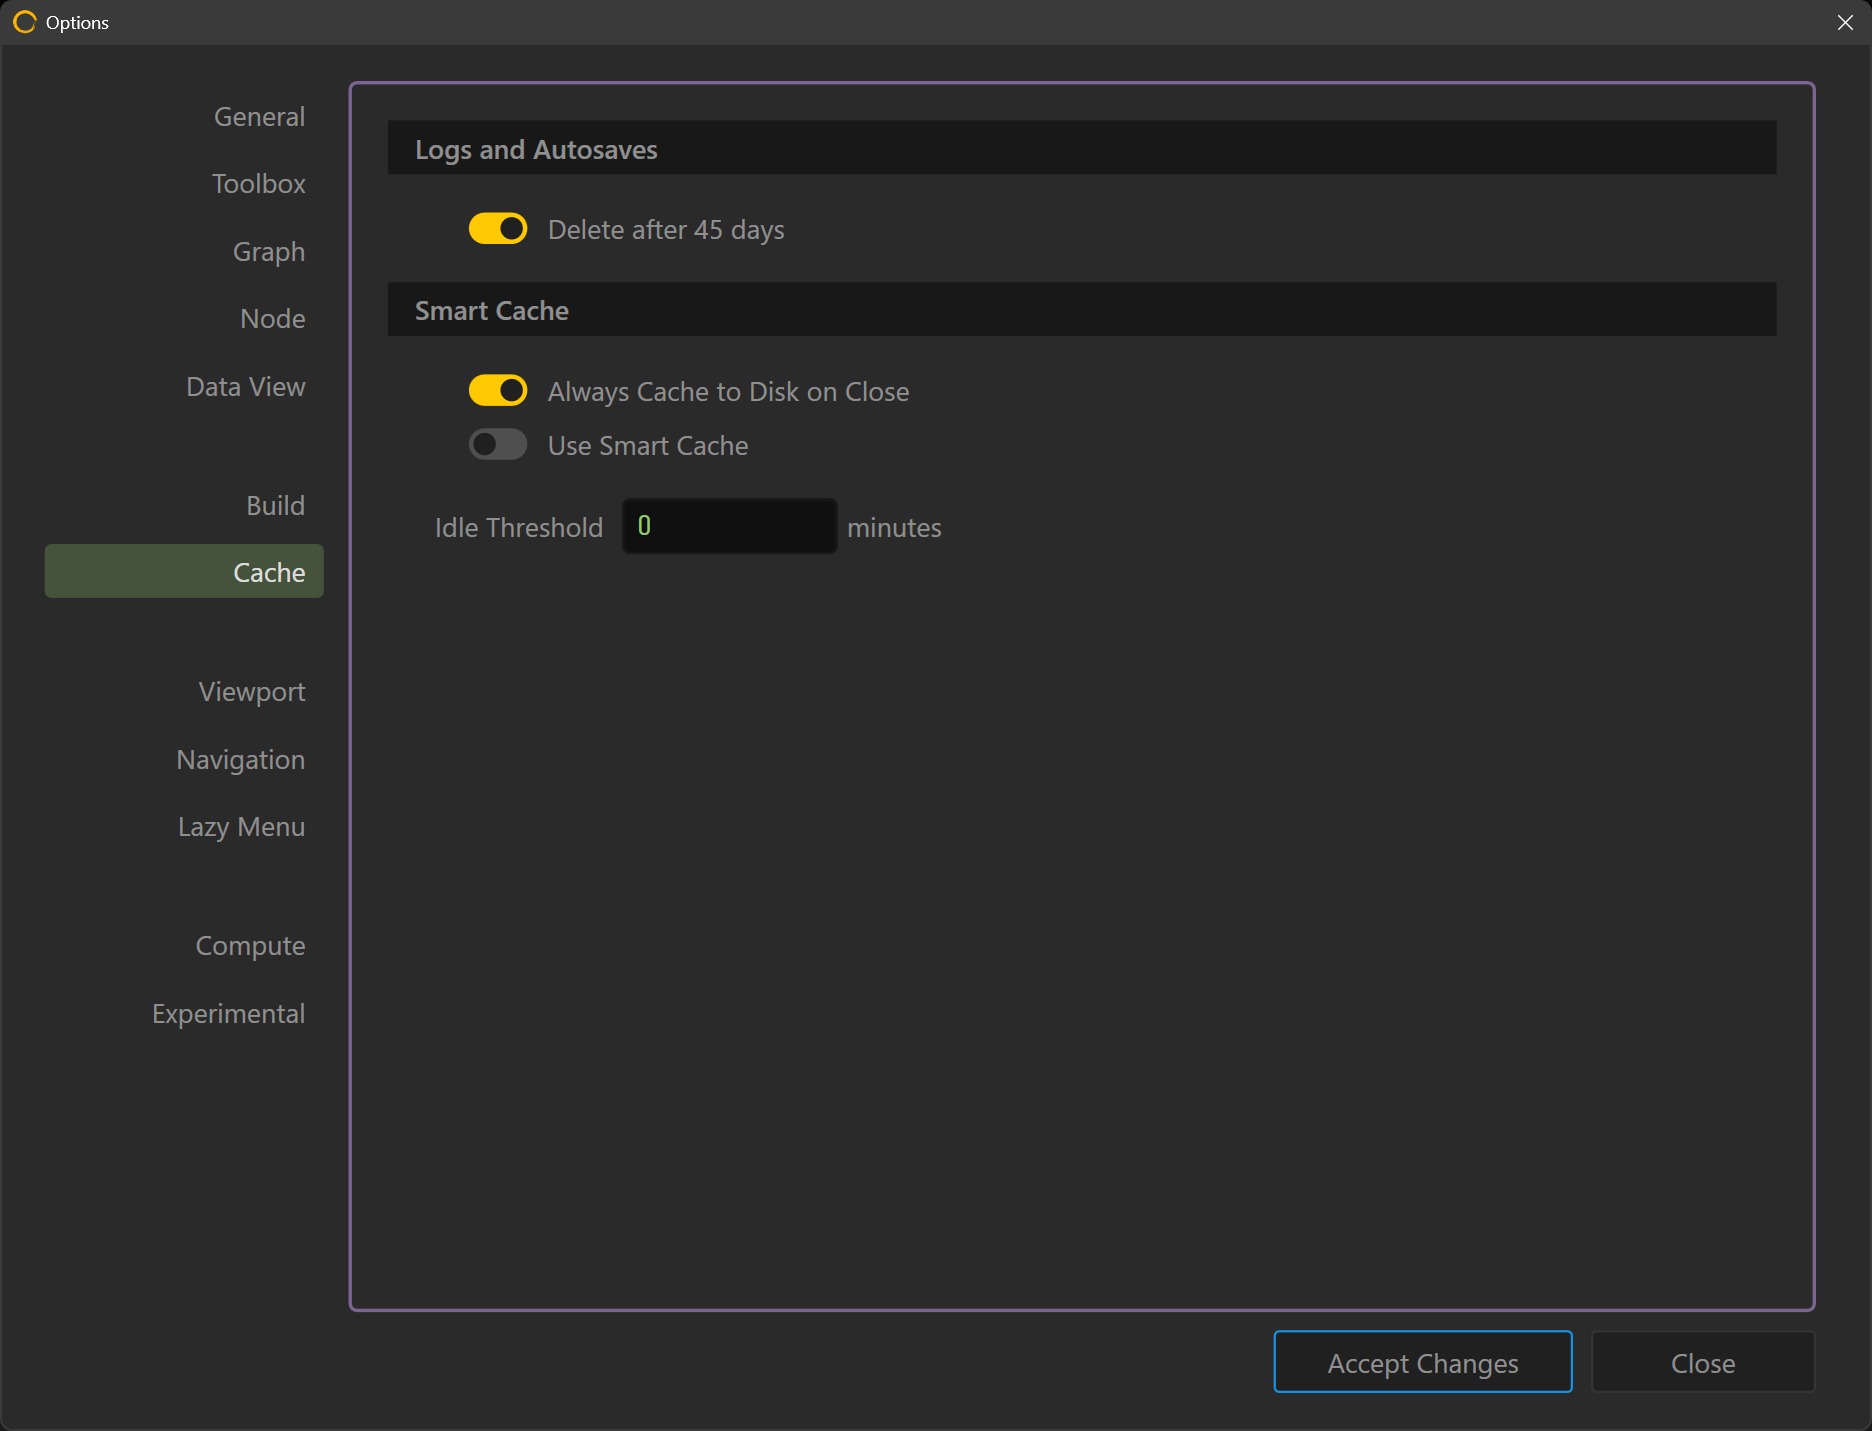 Options
General
Toolbox
Graph
Node
Data View
Build
Cache
Viewport
Navigation
Lazy Menu
Compute
Experimental
Logs and Autosaves
Delete after 45 days
Smart Cache
Always Cache to Disk on Close
Use Smart Cache
Idle Threshold 0 minutes
Accept Changes Close